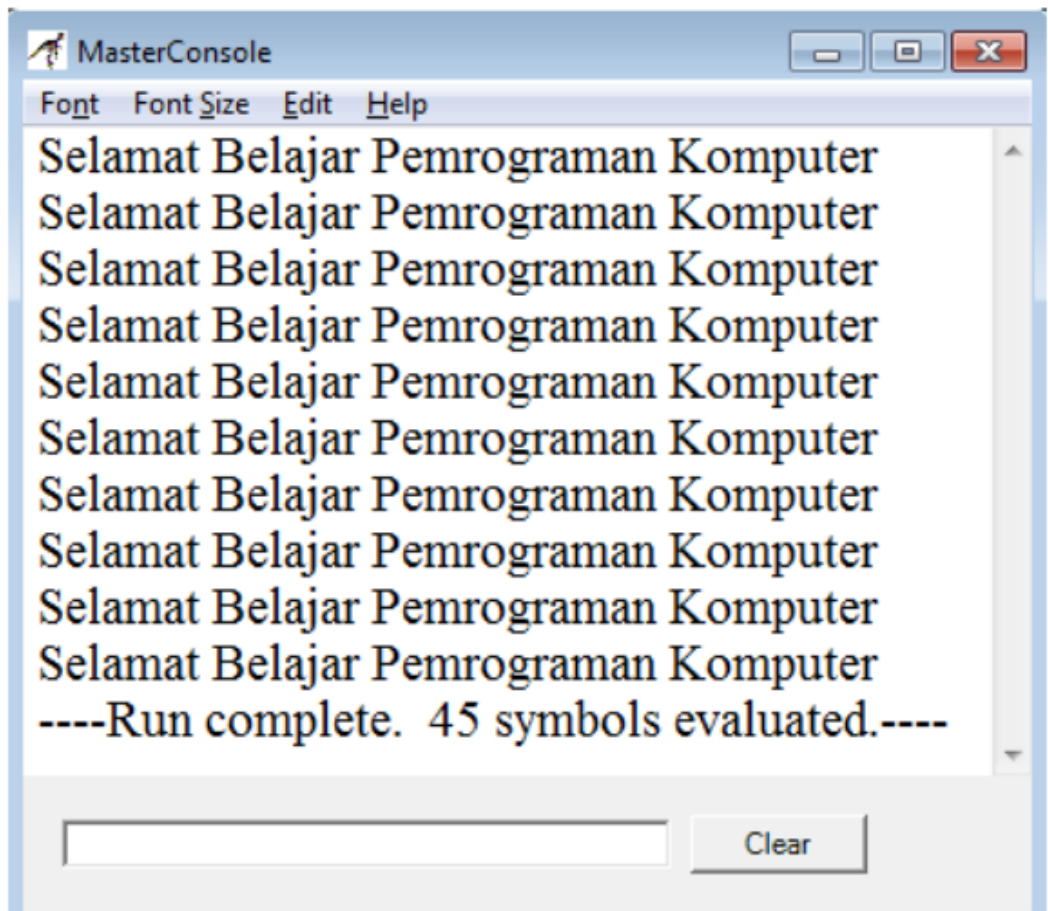 MasterConsole
Font Font Size Edit Help
Selamat Belajar Pemrograman Komputer
Selamat Belajar Pemrograman Komputer
Selamat Belajar Pemrograman Komputer
Selamat Belajar Pemrograman Komputer
Selamat Belajar Pemrograman Komputer
Selamat Belajar Pemrograman Komputer
Selamat Belajar Pemrograman Komputer
Selamat Belajar Pemrograman Komputer
Selamat Belajar Pemrograman Komputer
Selamat Belajar Pemrograman Komputer
----Run complete.  45 symbols evaluated.----
Clear